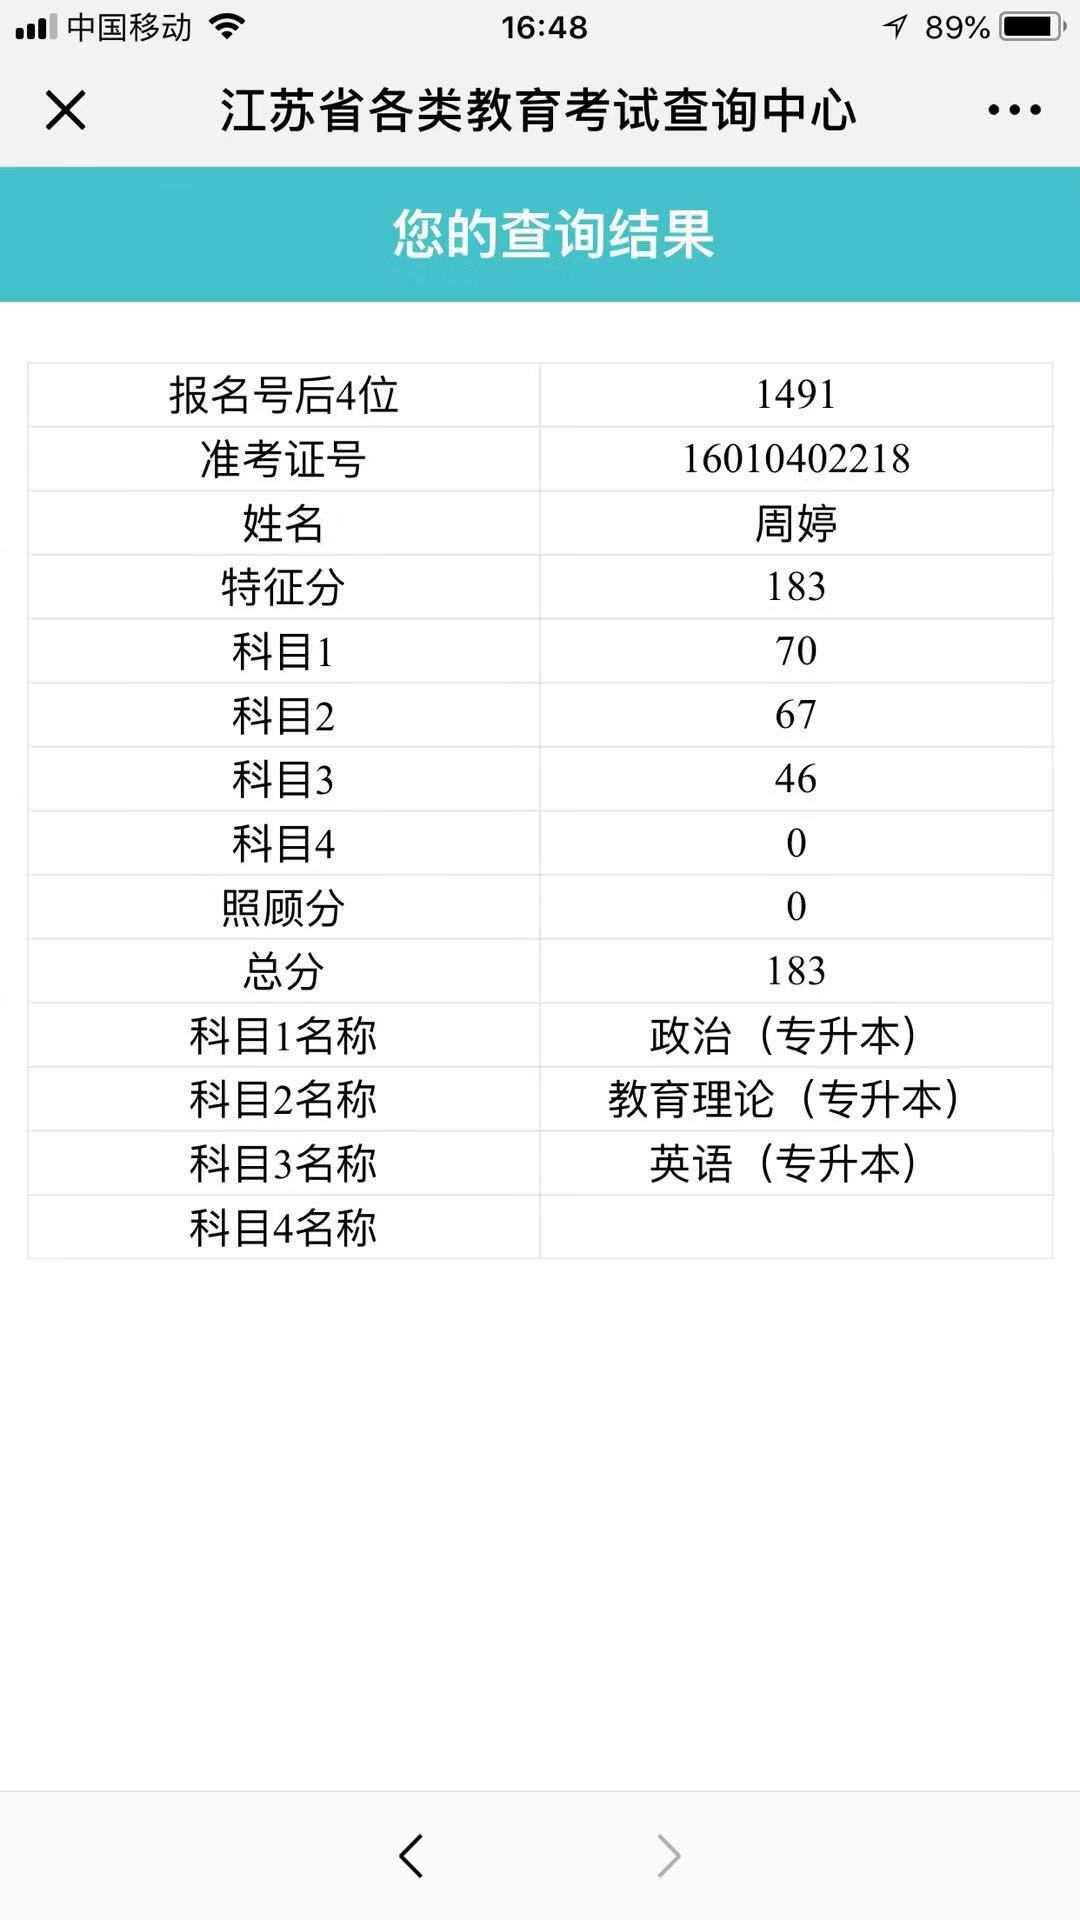 中国移动 16:48 89%
江苏省各类教育考试查询中心
您的查询结果
报名号后4位 1491
准考证号 16010402218
姓名 周婷
特征分 183
科目1 70
科目2 67
科目3 46
科目4 0
照顾分 0
总分 183
科目1名称 政治（专升本）
科目2名称 教育理论（专升本）
科目3名称 英语（专升本）
科目4名称